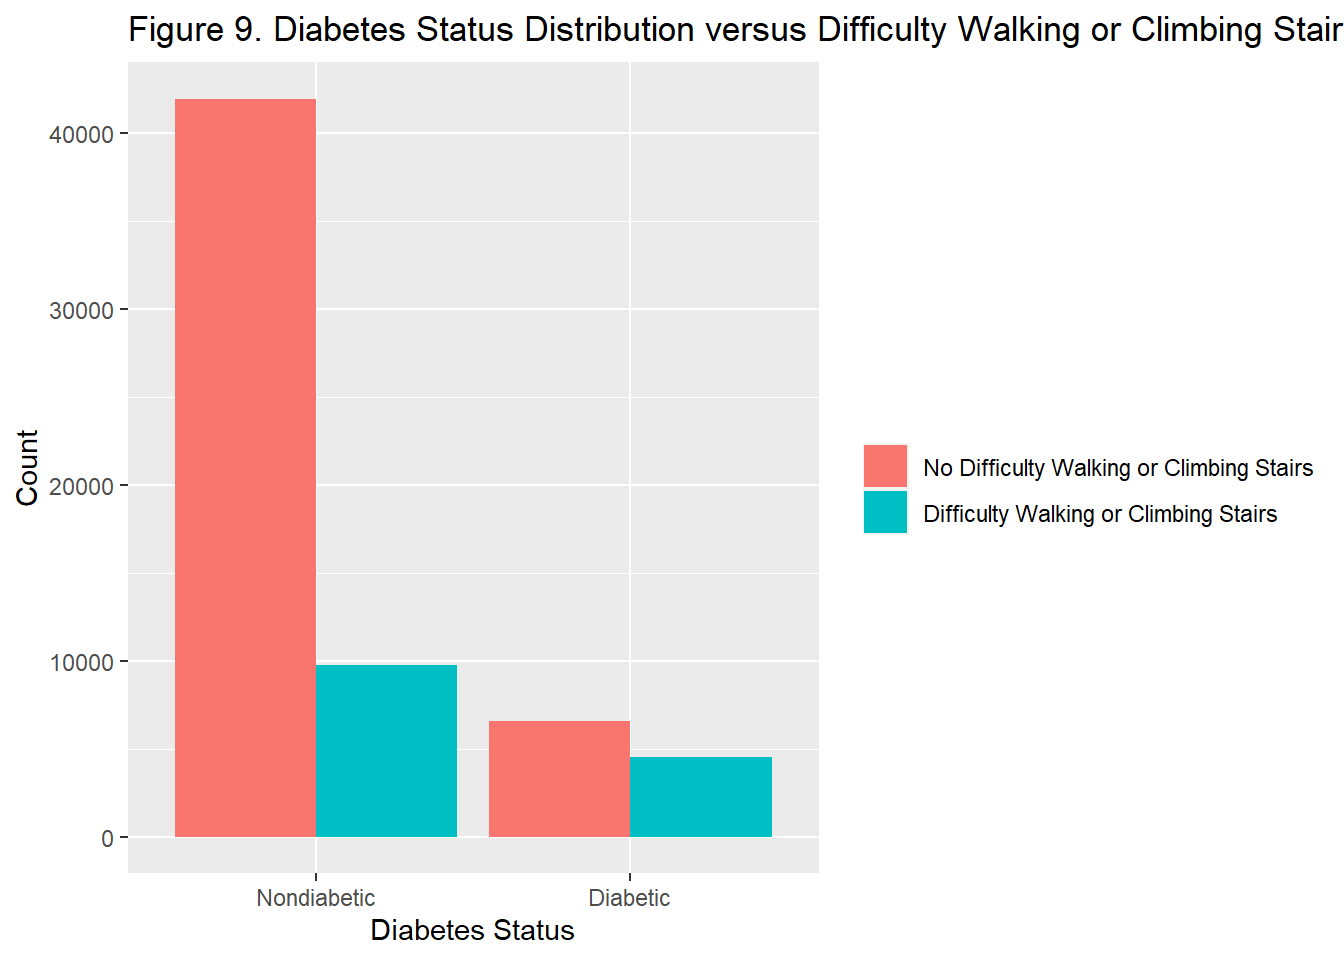 Figure 9. Diabetes Status Distribution versus Difficulty Walking or Climbing Stair
40000
30000
20000
10000
0
Count
Nondiabetic
Diabetic
Diabetes Status
No Difficulty Walking or Climbing Stairs
Difficulty Walking or Climbing Stairs